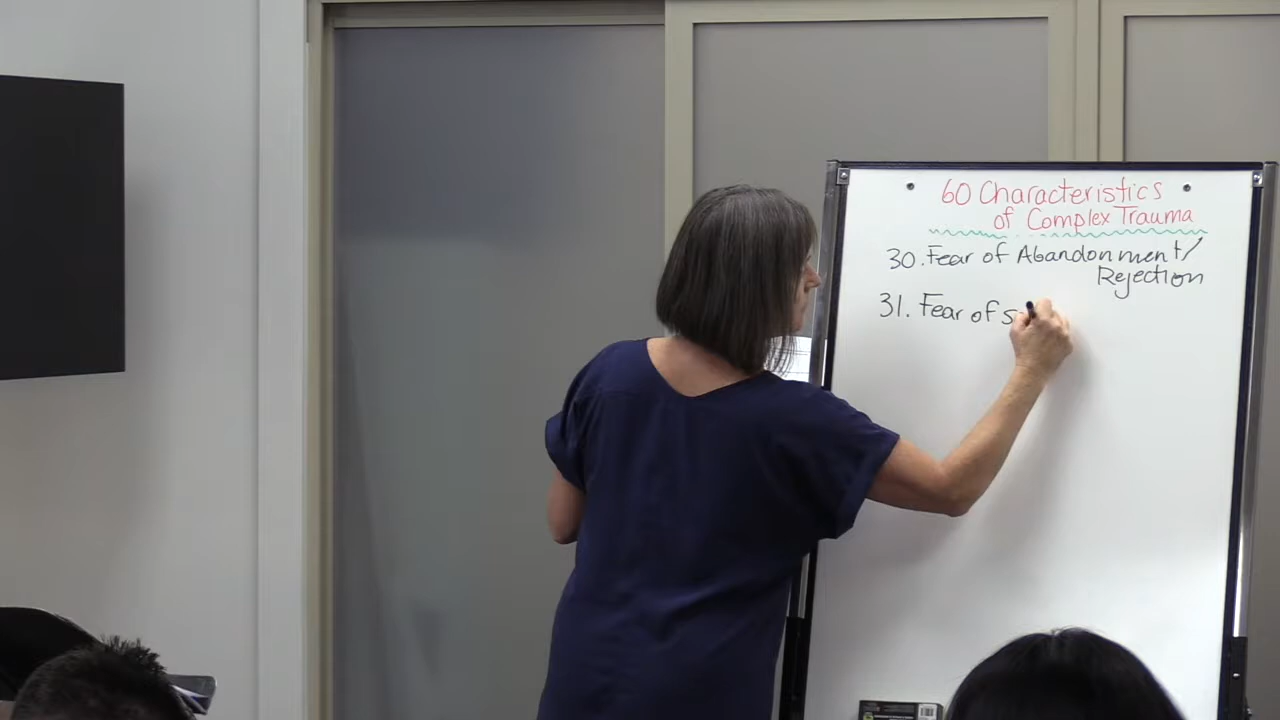 60 Characteristics
of Complex Trauma
30. Fear of Abandonment/
Rejection
31. Fear of s